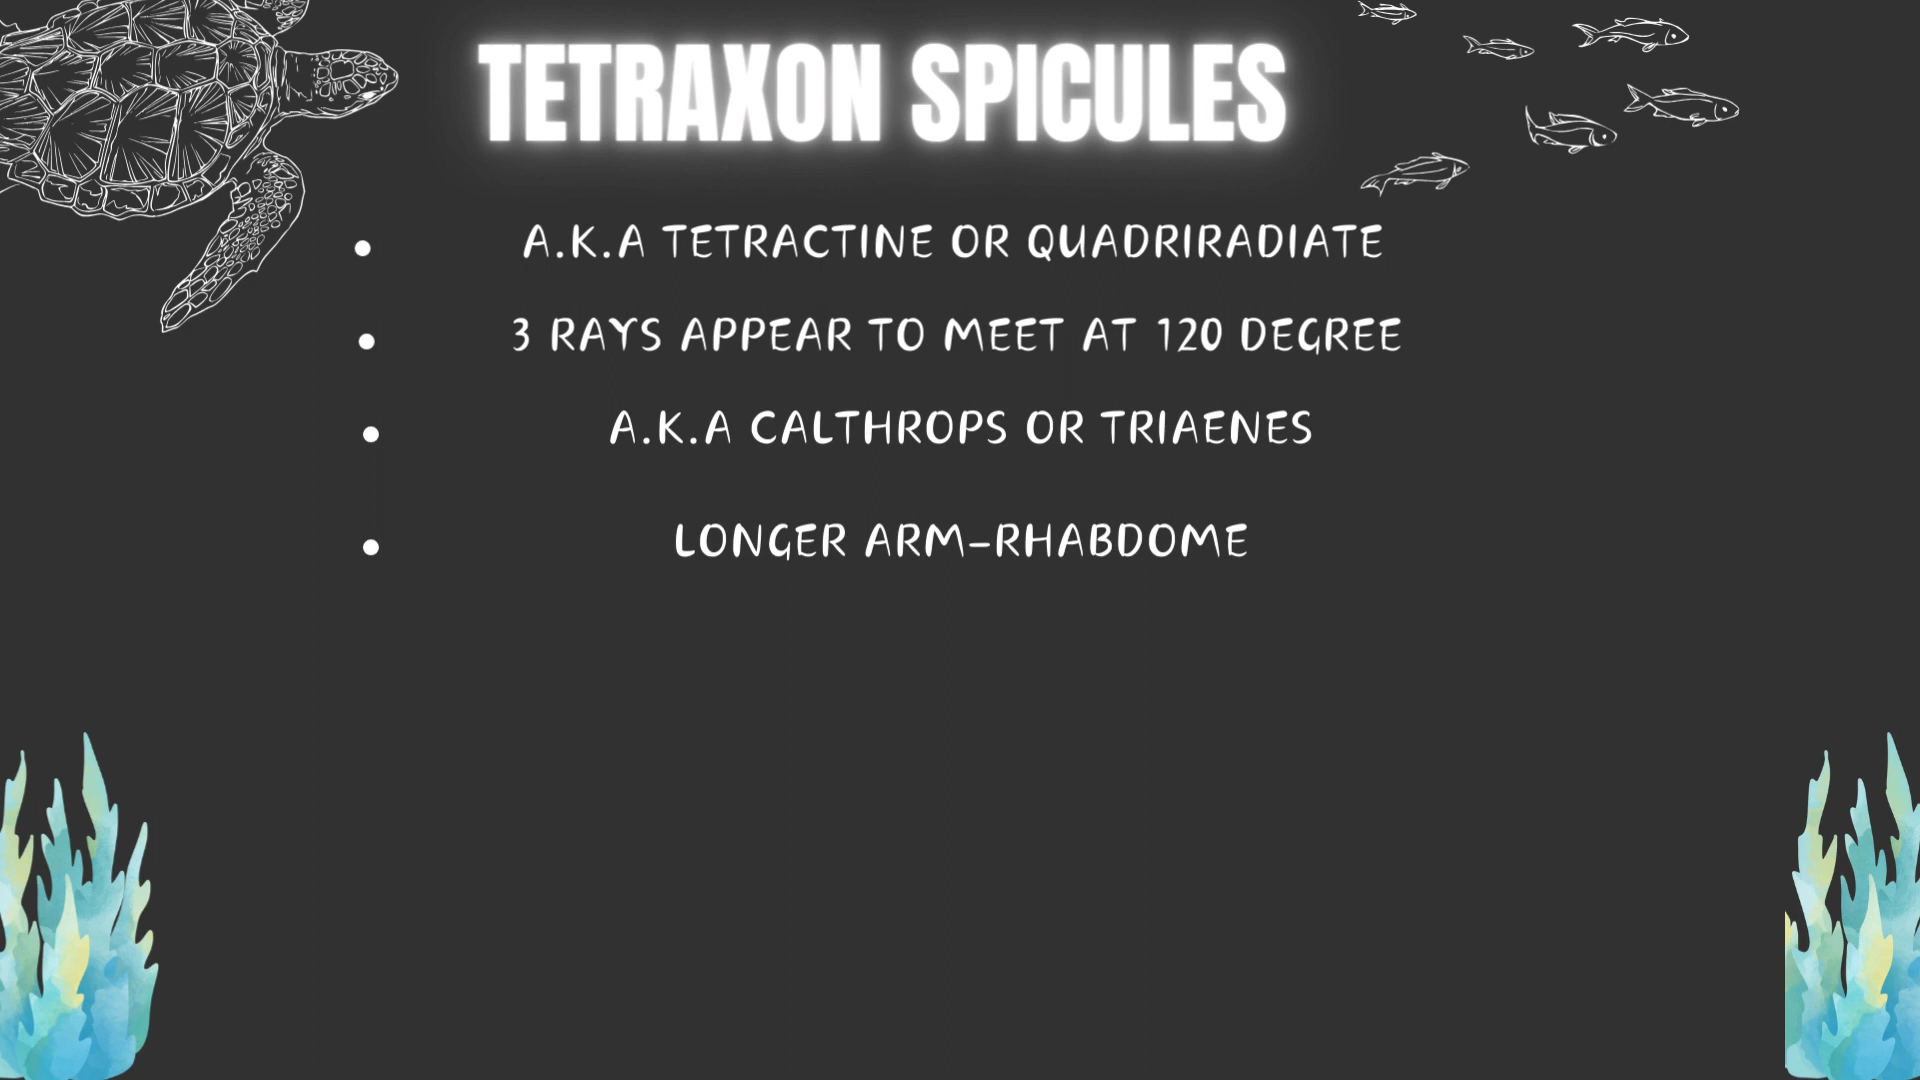 TETRAXON SPICULES
• A.K.A TETRACTINE OR QUADRIRADIATE
• 3 RAYS APPEAR TO MEET AT 120 DEGREE
• A.K.A CALTHROPS OR TRIAENES
• LONGER ARM-RHABDOME